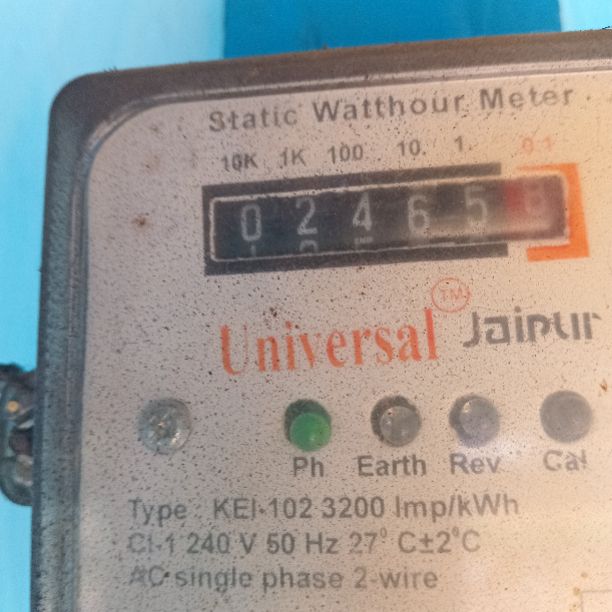 Static Watthour Meter
10K 1K 100 10. 1. 0.1
0 2 4 6 5 8
Universal TM Jaipur
Ph Earth Rev Cal
Type : KEI-102 3200 Imp/kWh
Cl-1 240 V 50 Hz 27° C±2°C
AC single phase 2-wire